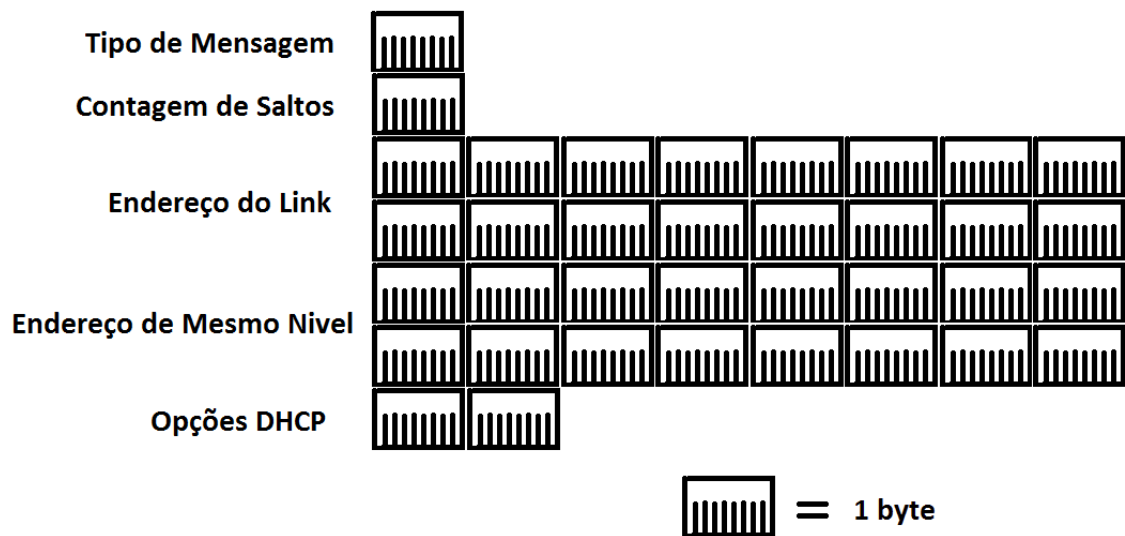 Tipo de Mensagem
Contagem de Saltos
Endereço do Link
Endereço de Mesmo Nivel
Opções DHCP
= 1 byte